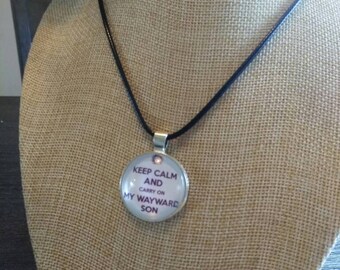 KEEP CALM
AND
CARRY ON
MY WAYWARD
SON